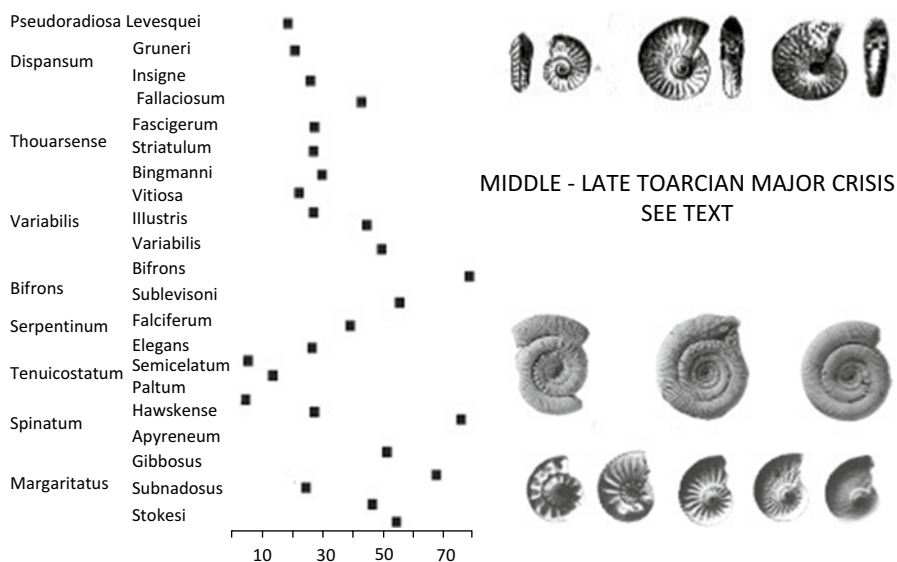 Pseudoradiosa Levesquei
Gruneri
Dispansum
Insigne
Fallaciosum
Fascigerum
Thouarsense
Striatulum
Bingmanni
Vitiosa
Variabilis
Illlustris
Variabilis
Bifrons
Bifrons
Sublevisoni
Serpentinum
Falciferum
Elegans
Semicelatum
Tenuicostatum
Paltum
Hawskense
Spinatum
Apyreneum
Gibbosus
Margaritatus
Subnadosus
Stokesi
10 30 50 70
MIDDLE - LATE TOARCIAN MAJOR CRISIS
SEE TEXT